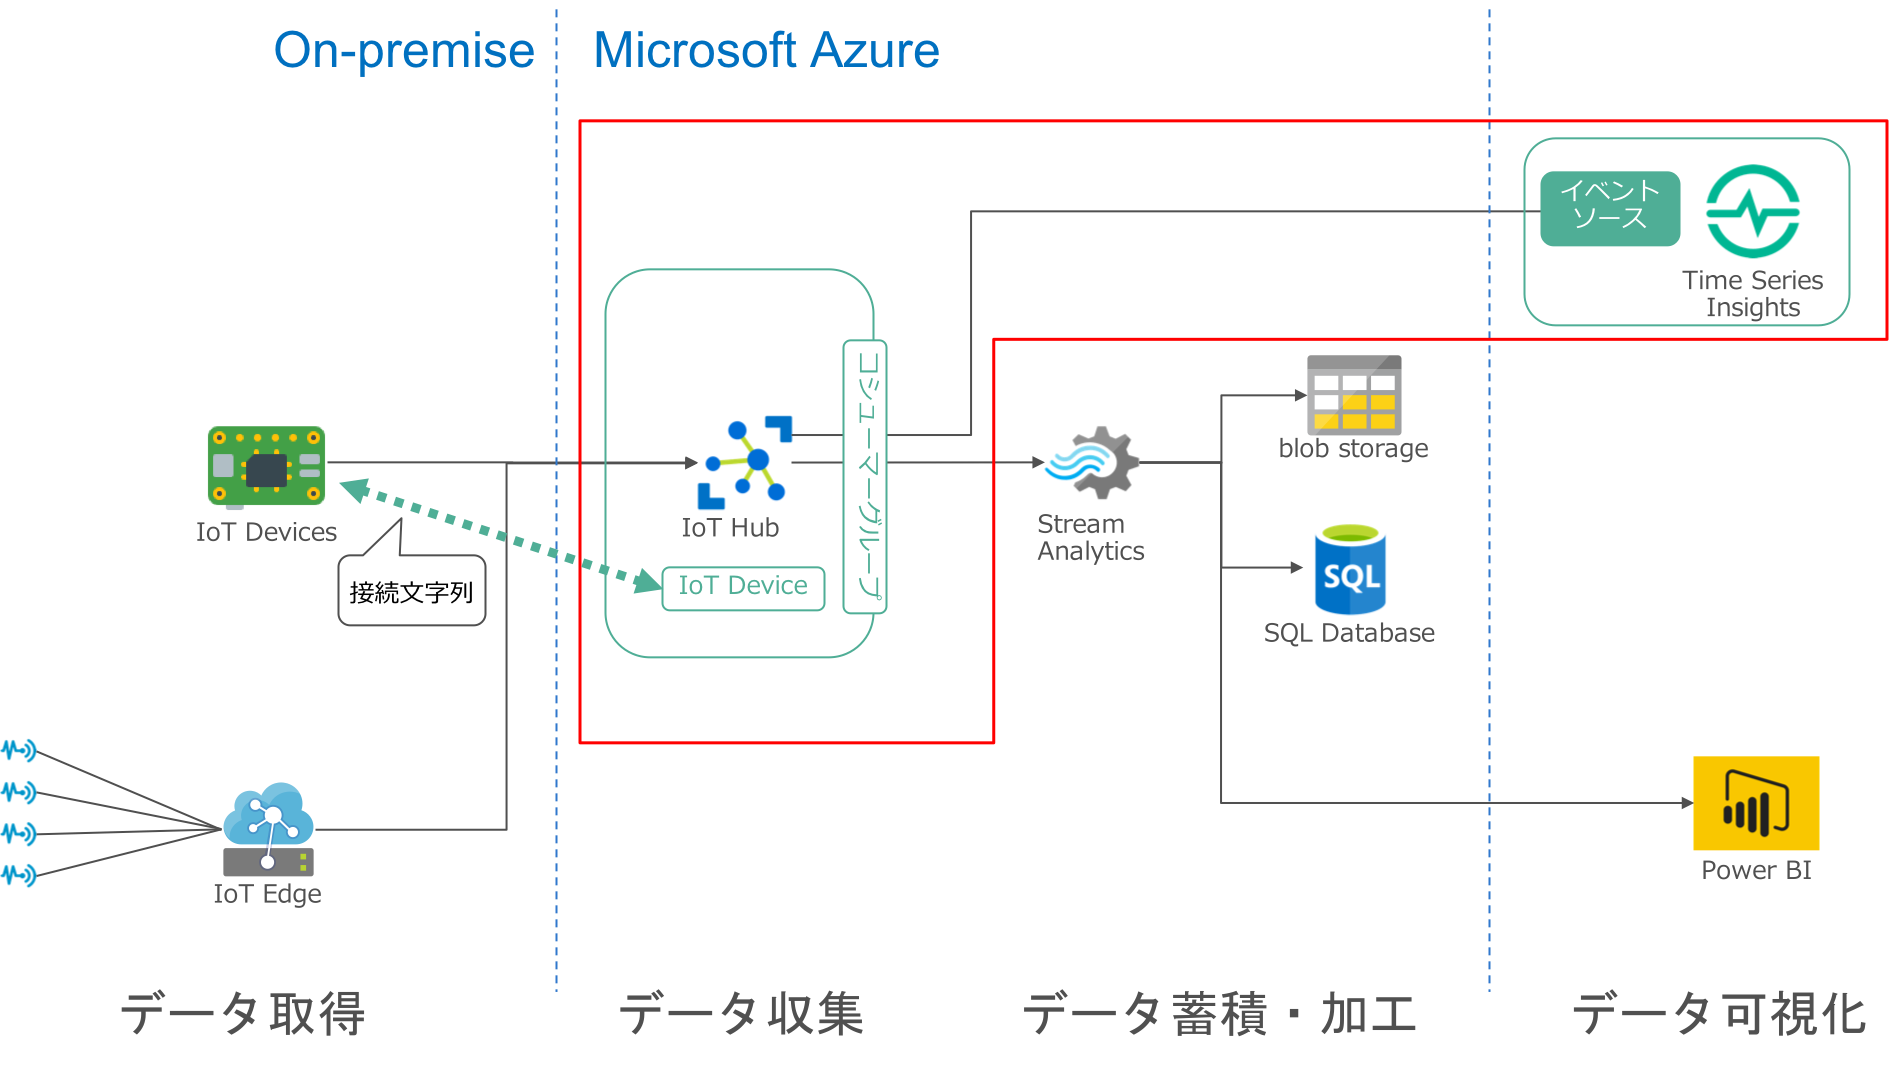 On-premise
Microsoft Azure
イベント
ソース
Time Series
Insights
コシューマーグループ
blob storage
IoT Devices
IoT Hub
Stream
Analytics
接続文字列
IoT Device
SQL
SQL Database
IoT Edge
Power BI
データ取得
データ収集
データ蓄積・加工
データ可視化